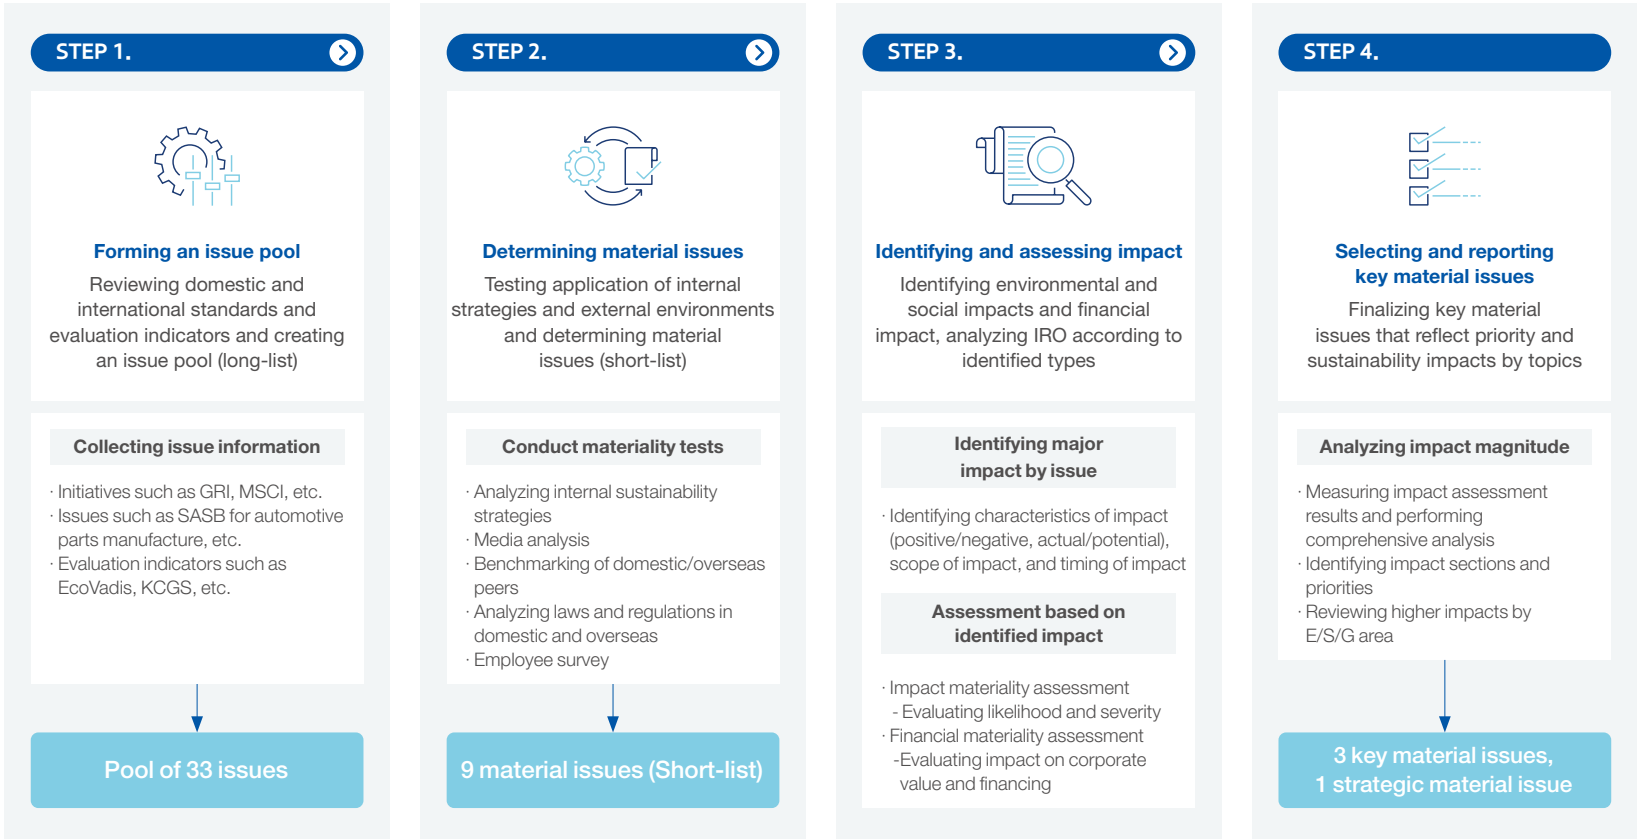 STEP 1.
Forming an issue pool
Reviewing domestic and
international standards and
evaluation indicators and creating
an issue pool (long-list)
Collecting issue information
· Initiatives such as GRI, MSCI, etc.
· Issues such as SASB for automotive
parts manufacture, etc.
· Evaluation indicators such as
EcoVadis, KCGS, etc.
Pool of 33 issues
STEP 2.
Determining material issues
Testing application of internal
strategies and external environments
and determining material
issues (short-list)
Conduct materiality tests
· Analyzing internal sustainability
strategies
· Media analysis
· Benchmarking of domestic/overseas
peers
· Analyzing laws and regulations in
domestic and overseas
· Employee survey
9 material issues (Short-list)
STEP 3.
Identifying and assessing impact
Identifying environmental and
social impacts and financial
impact, analyzing IRO according to
identified types
Identifying major
impact by issue
· Identifying characteristics of impact
(positive/negative, actual/potential),
scope of impact, and timing of impact
Assessment based on
identified impact
· Impact materiality assessment
- Evaluating likelihood and severity
· Financial materiality assessment
-Evaluating impact on corporate
value and financing
STEP 4.
Selecting and reporting
key material issues
Finalizing key material
issues that reflect priority and
sustainability impacts by topics
Analyzing impact magnitude
· Measuring impact assessment
results and performing
comprehensive analysis
· Identifying impact sections and
priorities
· Reviewing higher impacts by
E/S/G area
3 key material issues,
1 strategic material issue